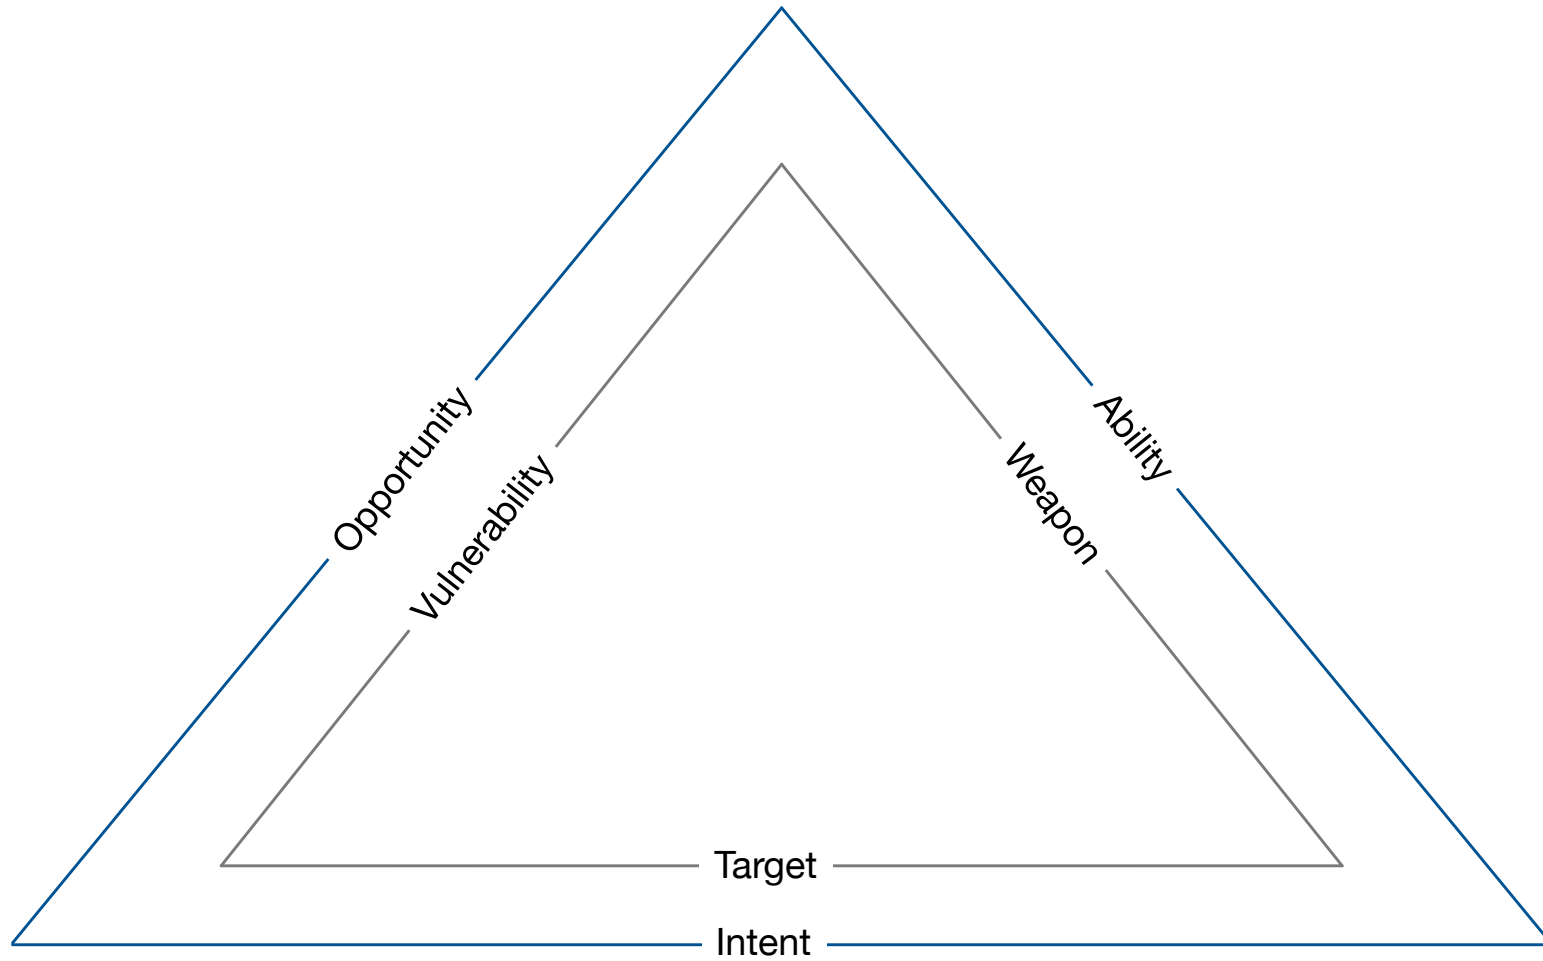 Opportunity
Ability
Vulnerability
Weapon
Target
Intent